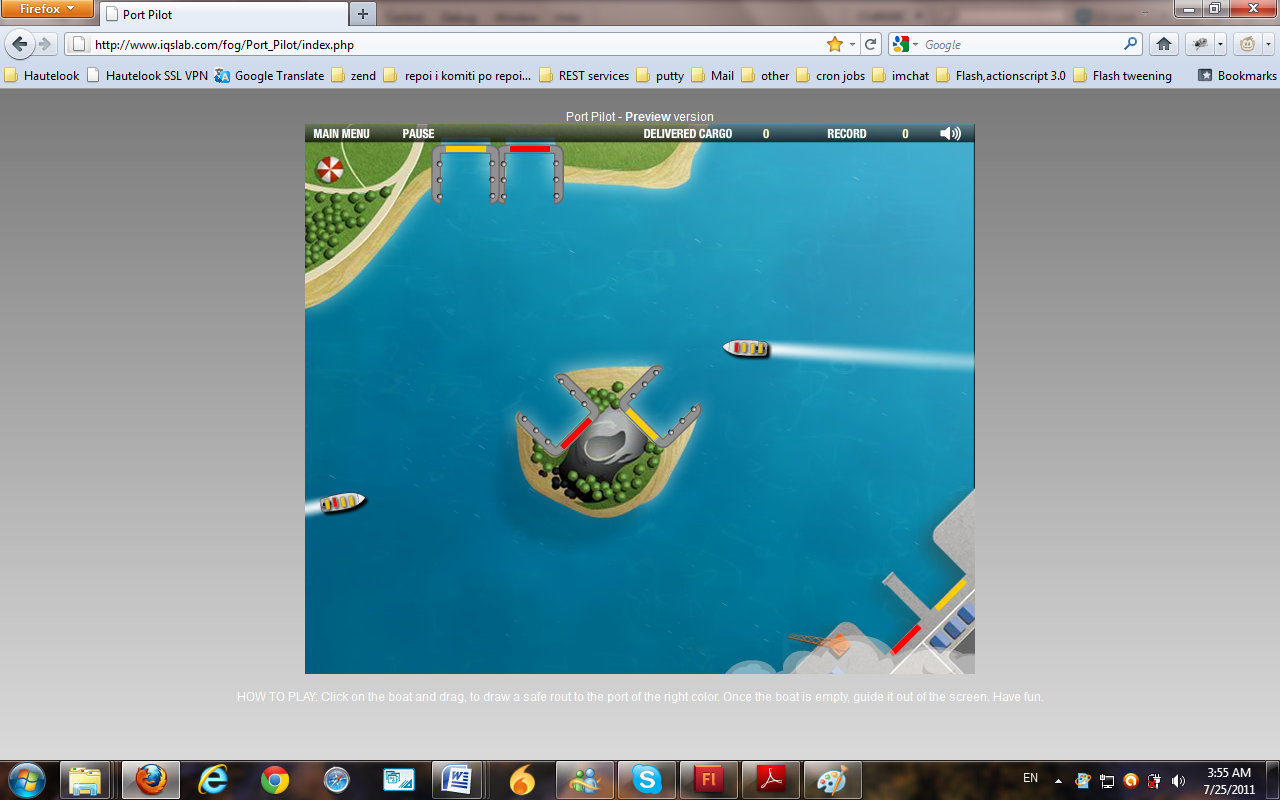 Firefox
Port Pilot
http://www.iqslab.com/fog/Port_Pilot/index.php
Google
Hautelook
Hautelook SSL VPN
Google Translate
zend
repoi i komiti po repoi...
REST services
putty
Mail
other
cron jobs
imchat
Flash,actionscript 3.0
Flash tweening
Bookmarks
Port Pilot - Preview version
MAIN MENU
PAUSE
DELIVERED CARGO
0
RECORD
0
HOW TO PLAY: Click on the boat and drag, to draw a safe rout to the port of the right color. Once the boat is empty, guide it out of the screen. Have fun.
EN
3:55 AM
7/25/2011